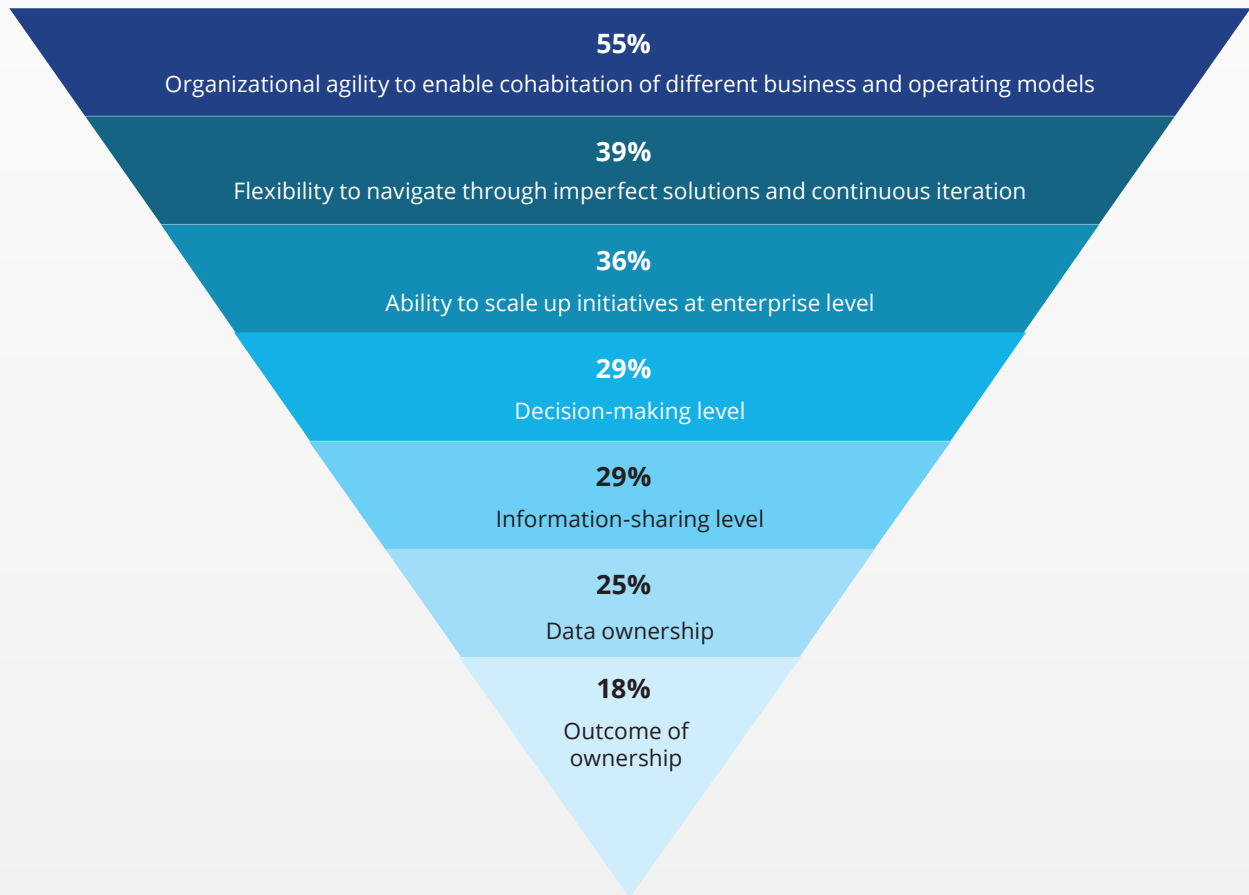 55%
Organizational agility to enable cohabitation of different business and operating models
39%
Flexibility to navigate through imperfect solutions and continuous iteration
36%
Ability to scale up initiatives at enterprise level
29%
Decision-making level
29%
Information-sharing level
25%
Data ownership
18%
Outcome of
ownership